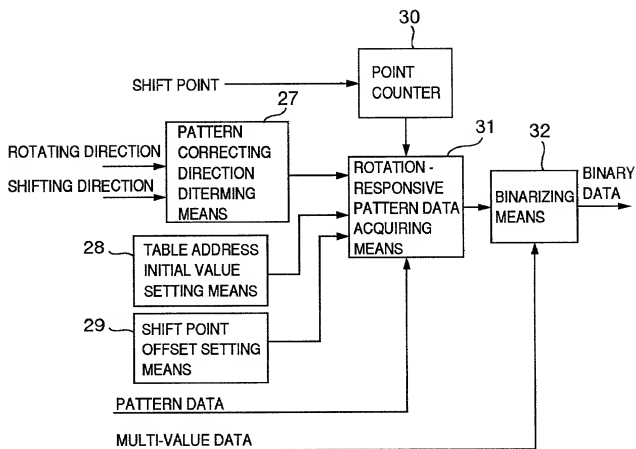 30
SHIFT POINT
POINT
COUNTER
27
31
32
ROTATING DIRECTION
SHIFTING DIRECTION
PATTERN
CORRECTING
DIRECTION
DITERMING
MEANS
ROTATION -
RESPONSIVE
PATTERN DATA
ACQUIRING
MEANS
BINARIZING
MEANS
BINARY
DATA
28
TABLE ADDRESS
INITIAL VALUE
SETTING MEANS
29
SHIFT POINT
OFFSET SETTING
MEANS
PATTERN DATA
MULTI-VALUE DATA